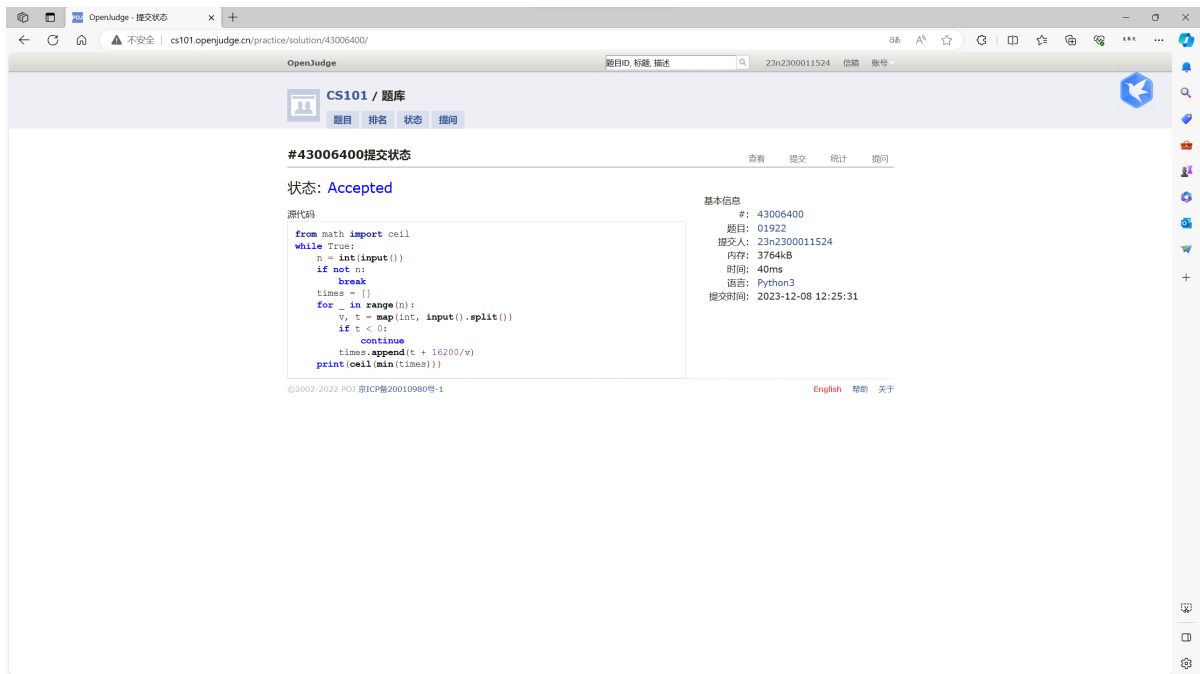 POJ OpenJudge - 提交状态
不安全 cs101.openjudge.cn/practice/solution/43006400/
OpenJudge 题目ID, 标题, 描述 23n2300011524 信箱 账号
CS101 / 题库
题目 排名 状态 提问
#43006400提交状态 查看 提交 统计 提问
状态: Accepted
源代码
from math import ceil
while True:
    n = int(input())
    if not n:
        break
    times = []
    for _ in range(n):
        v, t = map(int, input().split())
        if t < 0:
            continue
        times.append(t + 16200/v)
    print(ceil(min(times)))
基本信息
#: 43006400
题目: 01922
提交人: 23n2300011524
内存: 3764kB
时间: 40ms
语言: Python3
提交时间: 2023-12-08 12:25:31
©2002-2022 POJ 京ICP备20010980号-1 English 帮助 关于